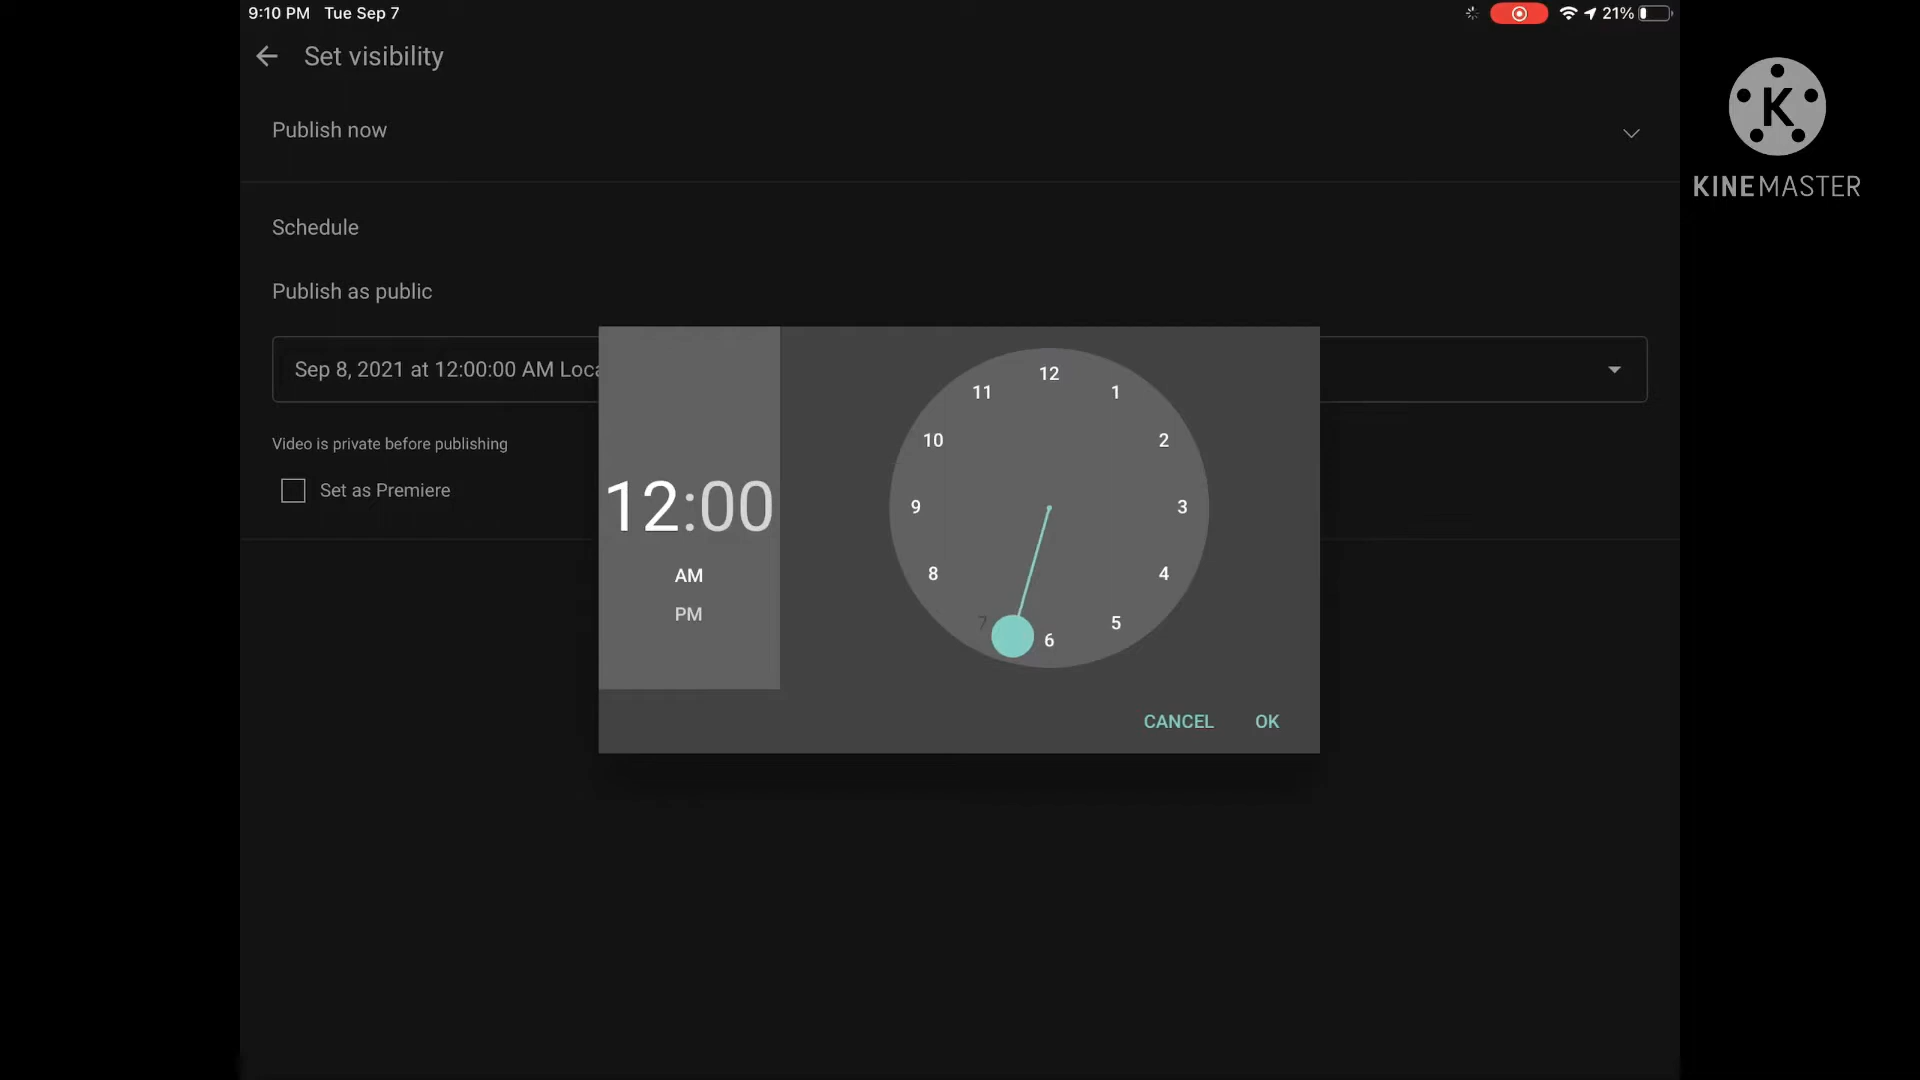 9:10 PM Tue Sep 7
21%
Set visibility
K
KINEMASTER
Publish now
Schedule
Publish as public
Sep 8, 2021 at 12:00:00 AM Loca
Video is private before publishing
Set as Premiere
12:00
AM
PM
12
11
1
10
2
9
3
8
4
7
5
6
CANCEL OK